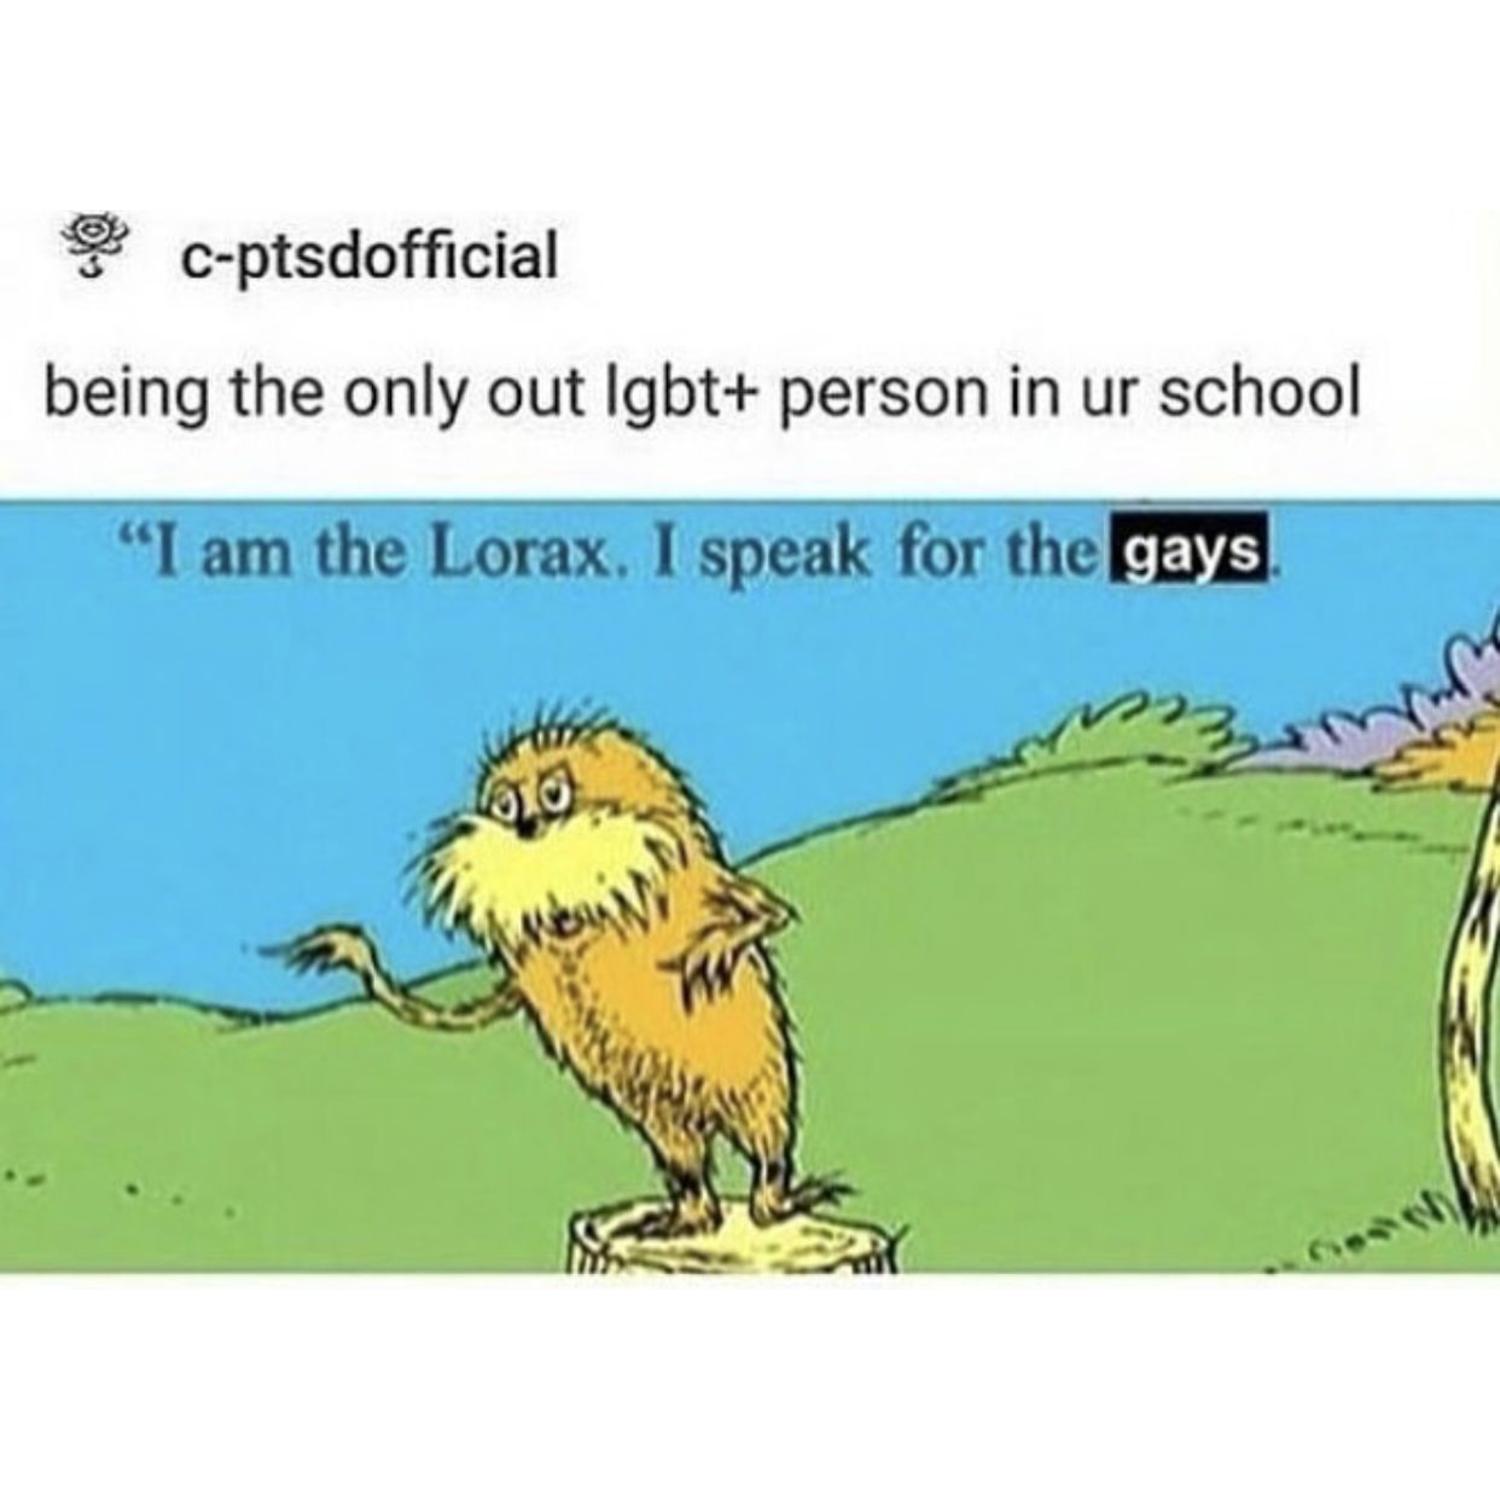 c-ptsdofficial
being the only out lgbt+ person in ur school
“I am the Lorax. I speak for the gays.